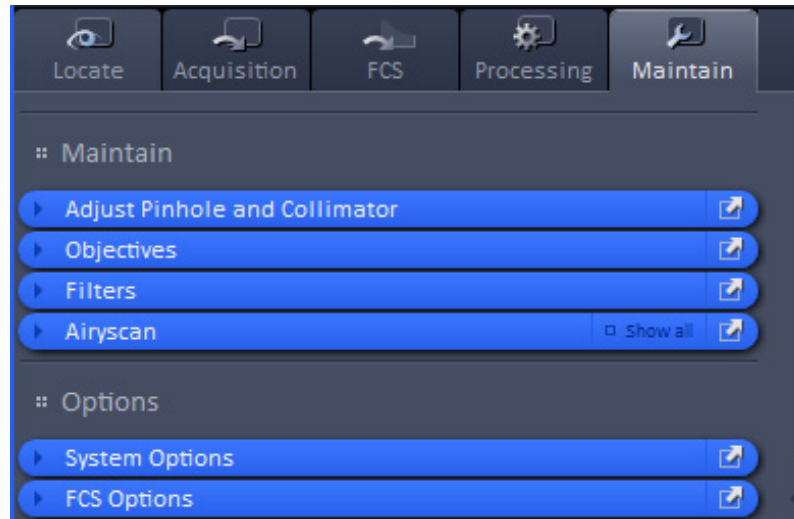 Locate Acquisition FCS Processing Maintain
Maintain
Adjust Pinhole and Collimator
Objectives
Filters
Airyscan Show all
Options
System Options
FCS Options